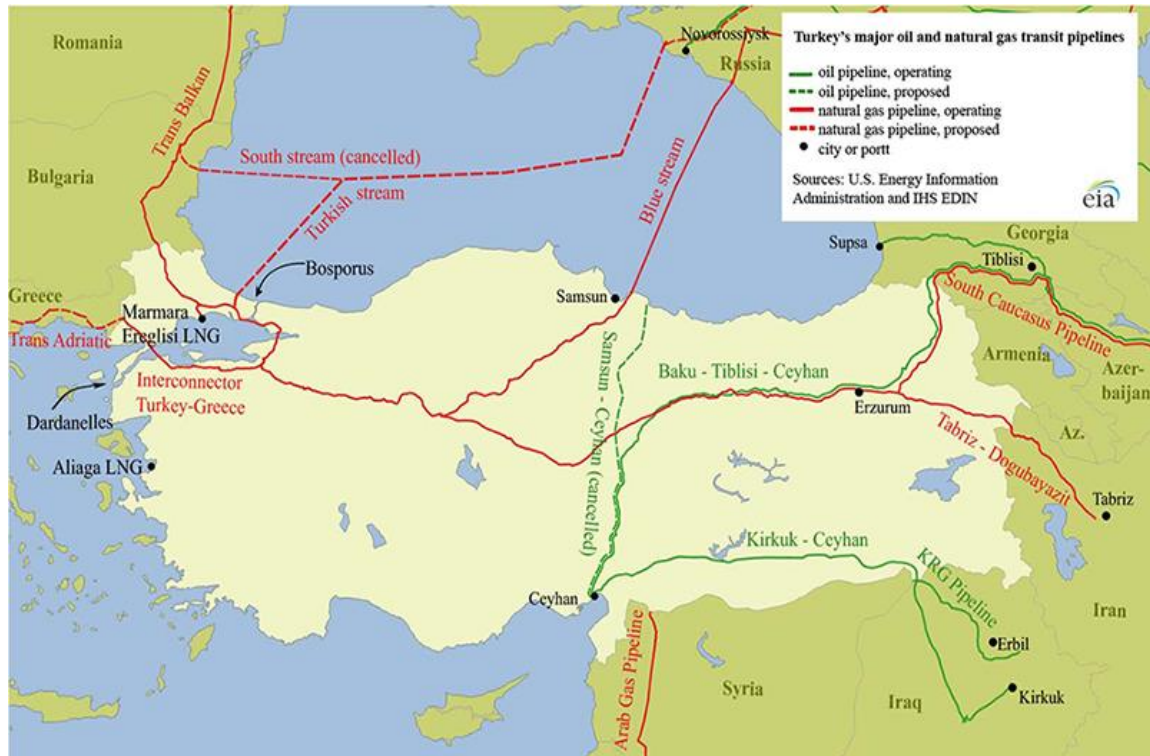 Romania
Novorossiysk
Russia
Turkey's major oil and natural gas transit pipelines
oil pipeline, operating
oil pipeline, proposed
natural gas pipeline, operating
natural gas pipeline, proposed
city or portt
Sources: U.S. Energy Information
Administration and IHS EDIN
eia
Trans Balkan
South stream (cancelled)
Bulgaria
Turkish stream
Blue stream
Georgia
Supsa
Tiblisi
Bosporus
South Caucasus Pipeline
Greece
Marmara
Ereglisi LNG
Samsun
Trans Adriatic
Armenia
Azer-
baijan
Samsun - Ceyhan (cancelled)
Baku - Tiblisi - Ceyhan
Interconnector
Turkey-Greece
Erzurum
Dardanelles
Az.
Tabriz - Dogubayazit
Aliaga LNG
Tabriz
Kirkuk - Ceyhan
KRG Pipeline
Ceyhan
Iran
Arab Gas Pipeline
Erbil
Syria
Iraq
Kirkuk